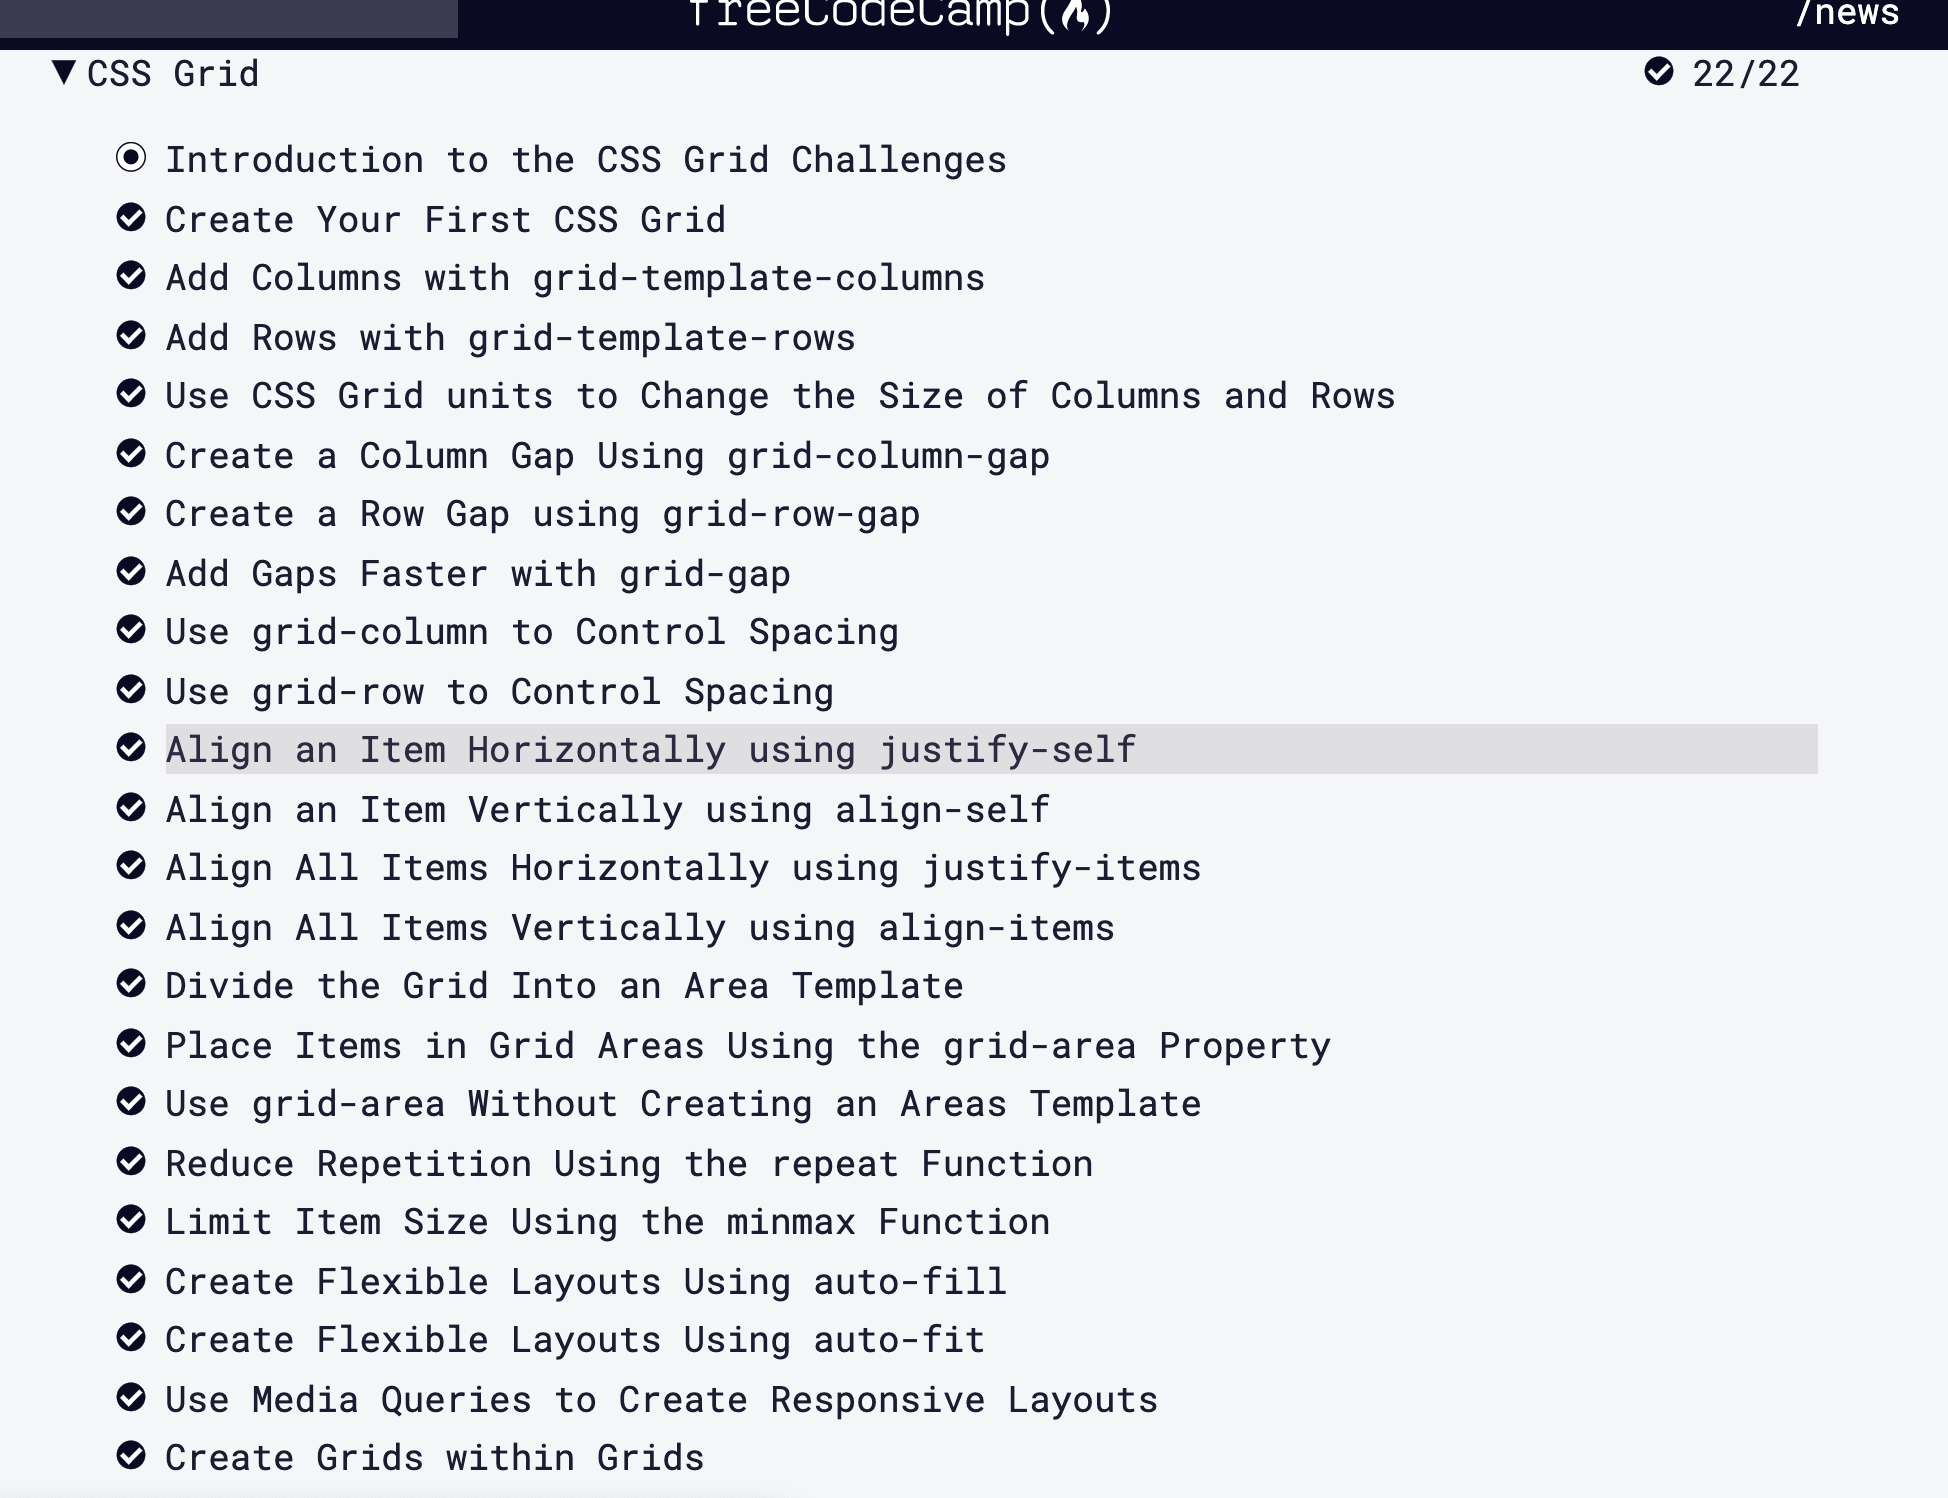 freeCodeCamp(🔥)
/news
▼ CSS Grid
22/22
Introduction to the CSS Grid Challenges
Create Your First CSS Grid
Add Columns with grid-template-columns
Add Rows with grid-template-rows
Use CSS Grid units to Change the Size of Columns and Rows
Create a Column Gap Using grid-column-gap
Create a Row Gap using grid-row-gap
Add Gaps Faster with grid-gap
Use grid-column to Control Spacing
Use grid-row to Control Spacing
Align an Item Horizontally using justify-self
Align an Item Vertically using align-self
Align All Items Horizontally using justify-items
Align All Items Vertically using align-items
Divide the Grid Into an Area Template
Place Items in Grid Areas Using the grid-area Property
Use grid-area Without Creating an Areas Template
Reduce Repetition Using the repeat Function
Limit Item Size Using the minmax Function
Create Flexible Layouts Using auto-fill
Create Flexible Layouts Using auto-fit
Use Media Queries to Create Responsive Layouts
Create Grids within Grids